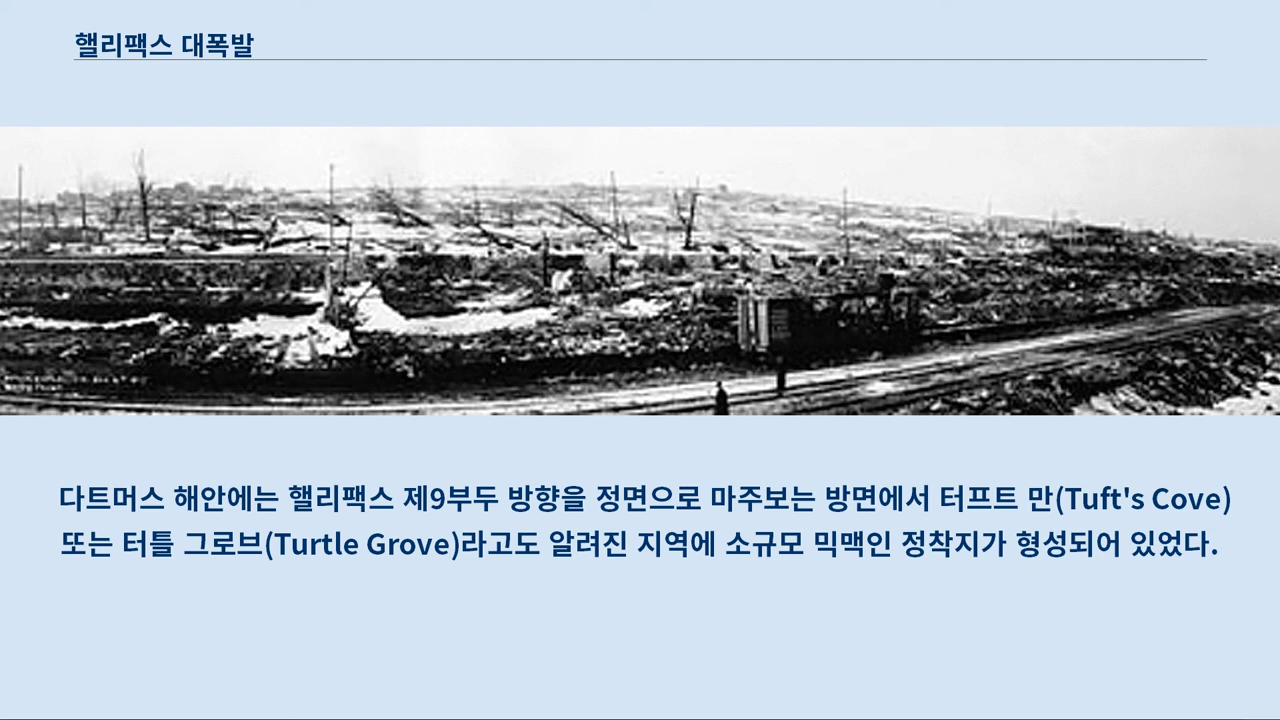 핼리팩스 대폭발
다트머스 해안에는 핼리팩스 제9부두 방향을 정면으로 마주보는 방면에서 터프트 만(Tuft's Cove)
또는 터틀 그로브(Turtle Grove)라고도 알려진 지역에 소규모 믹맥인 정착지가 형성되어 있었다.